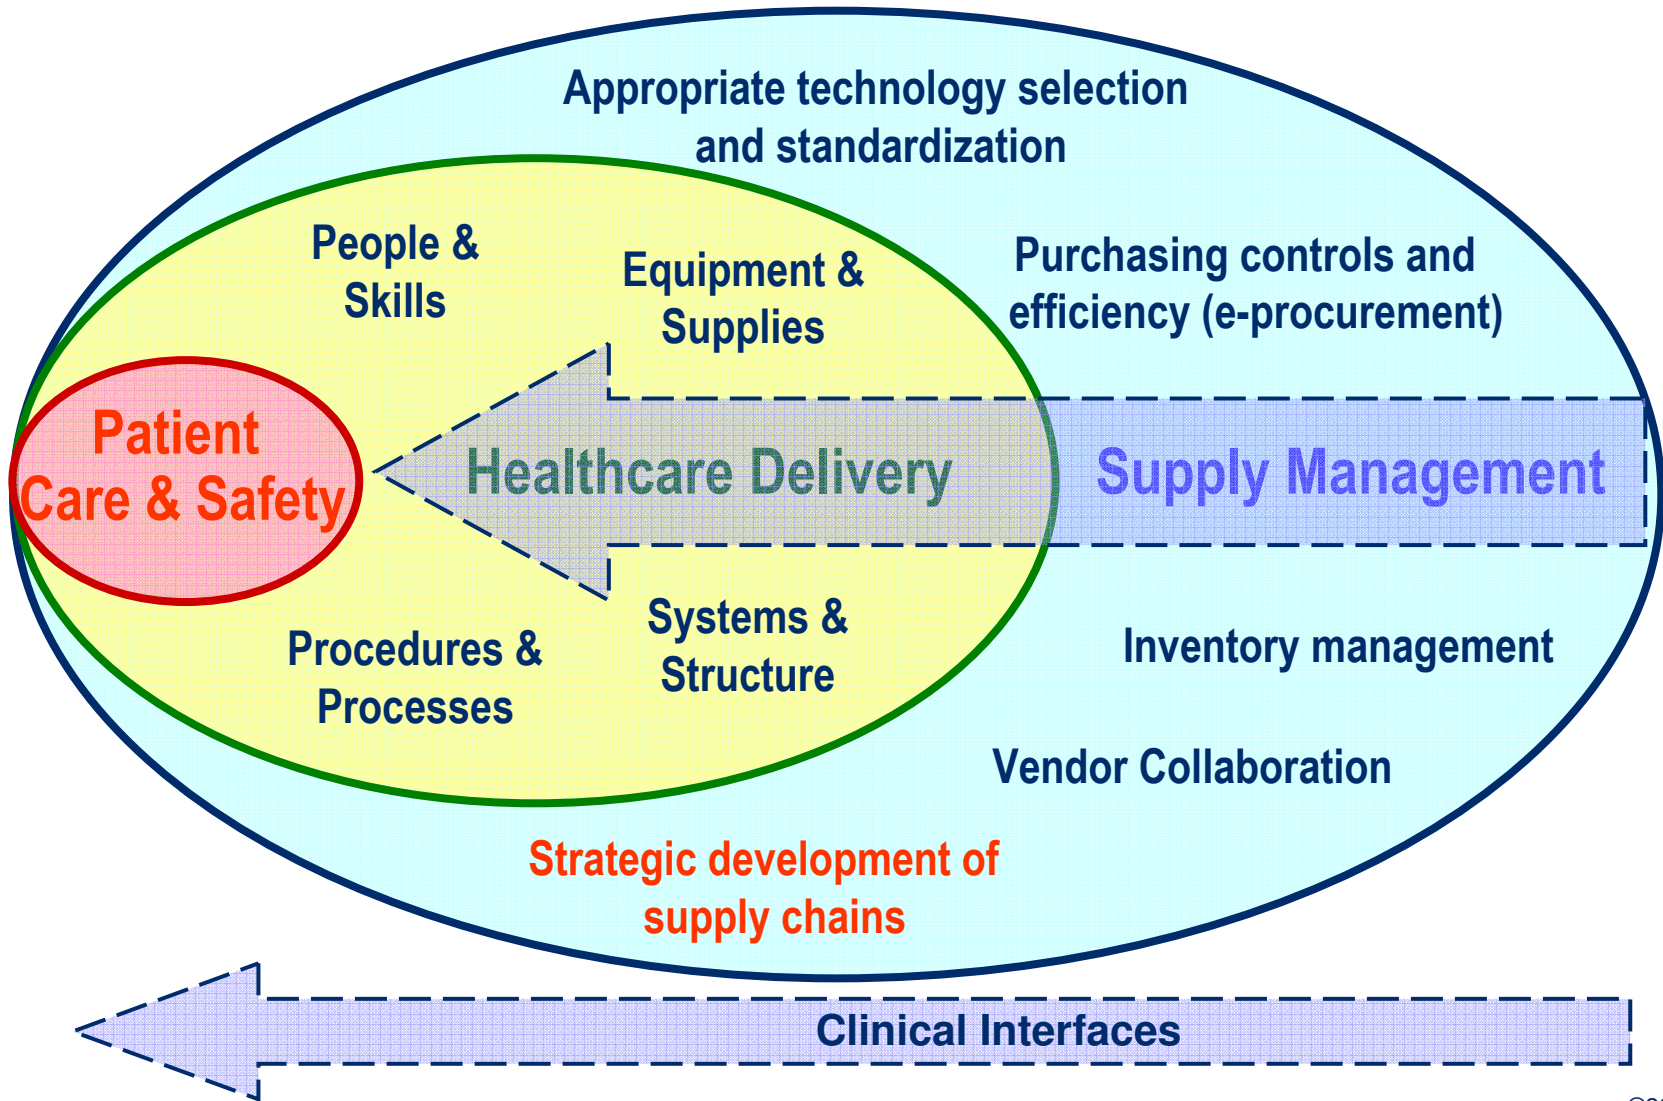 Appropriate technology selection
and standardization
People &
Skills
Equipment &
Supplies
Purchasing controls and
efficiency (e-procurement)
Patient
Care & Safety
Healthcare Delivery
Supply Management
Procedures &
Processes
Systems &
Structure
Inventory management
Vendor Collaboration
Strategic development of
supply chains
Clinical Interfaces